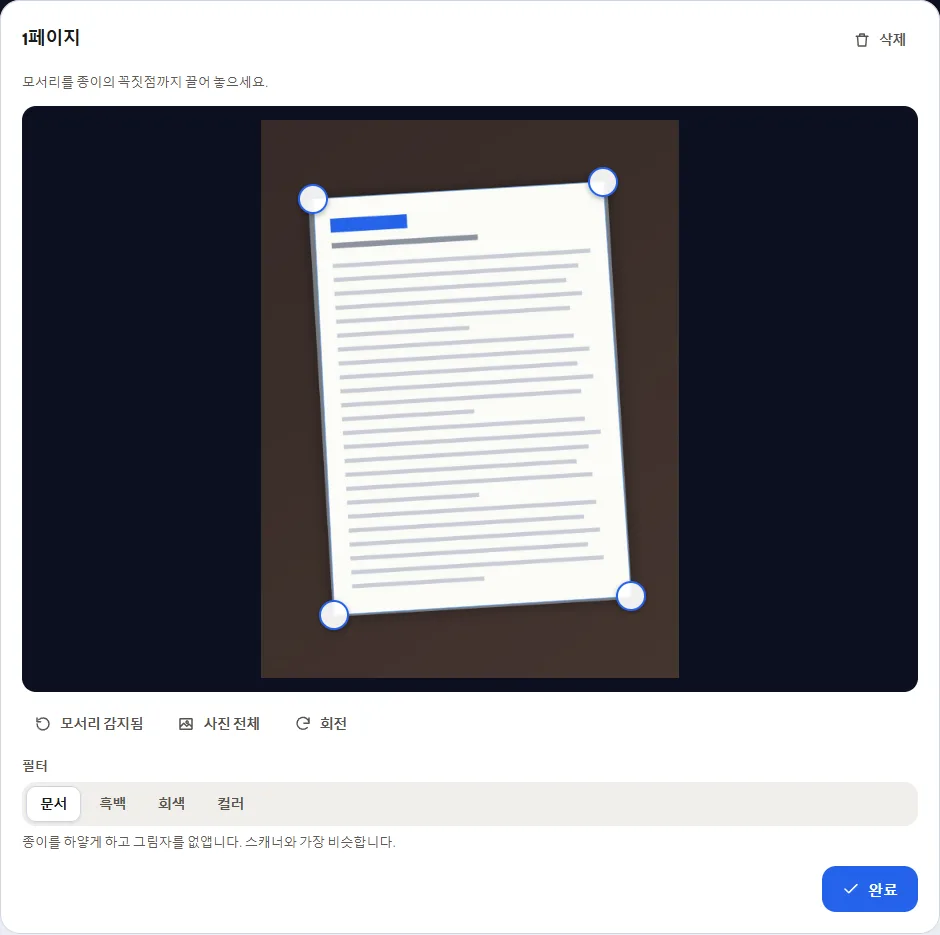 1페이지
삭제
모서리를 종이의 꼭짓점까지 끌어 놓으세요.
모서리 감지됨
사진 전체
회전
필터
문서
흑백
회색
컬러
종이를 하얗게 하고 그림자를 없앱니다. 스캐너와 가장 비슷합니다.
완료